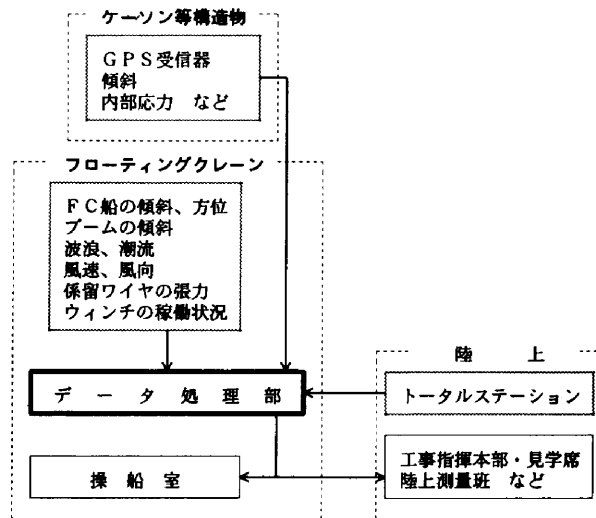 ケーソン等構造物
ＧＰＳ受信器
傾斜
内部応力　など
フローティングクレーン
ＦＣ船の傾斜、方位
ブームの傾斜
波浪、潮流
風速、風向
係留ワイヤの張力
ウィンチの稼働状況
データ処理部
操船室
陸上
トータルステーション
工事指揮本部・見学席
陸上測量班　など